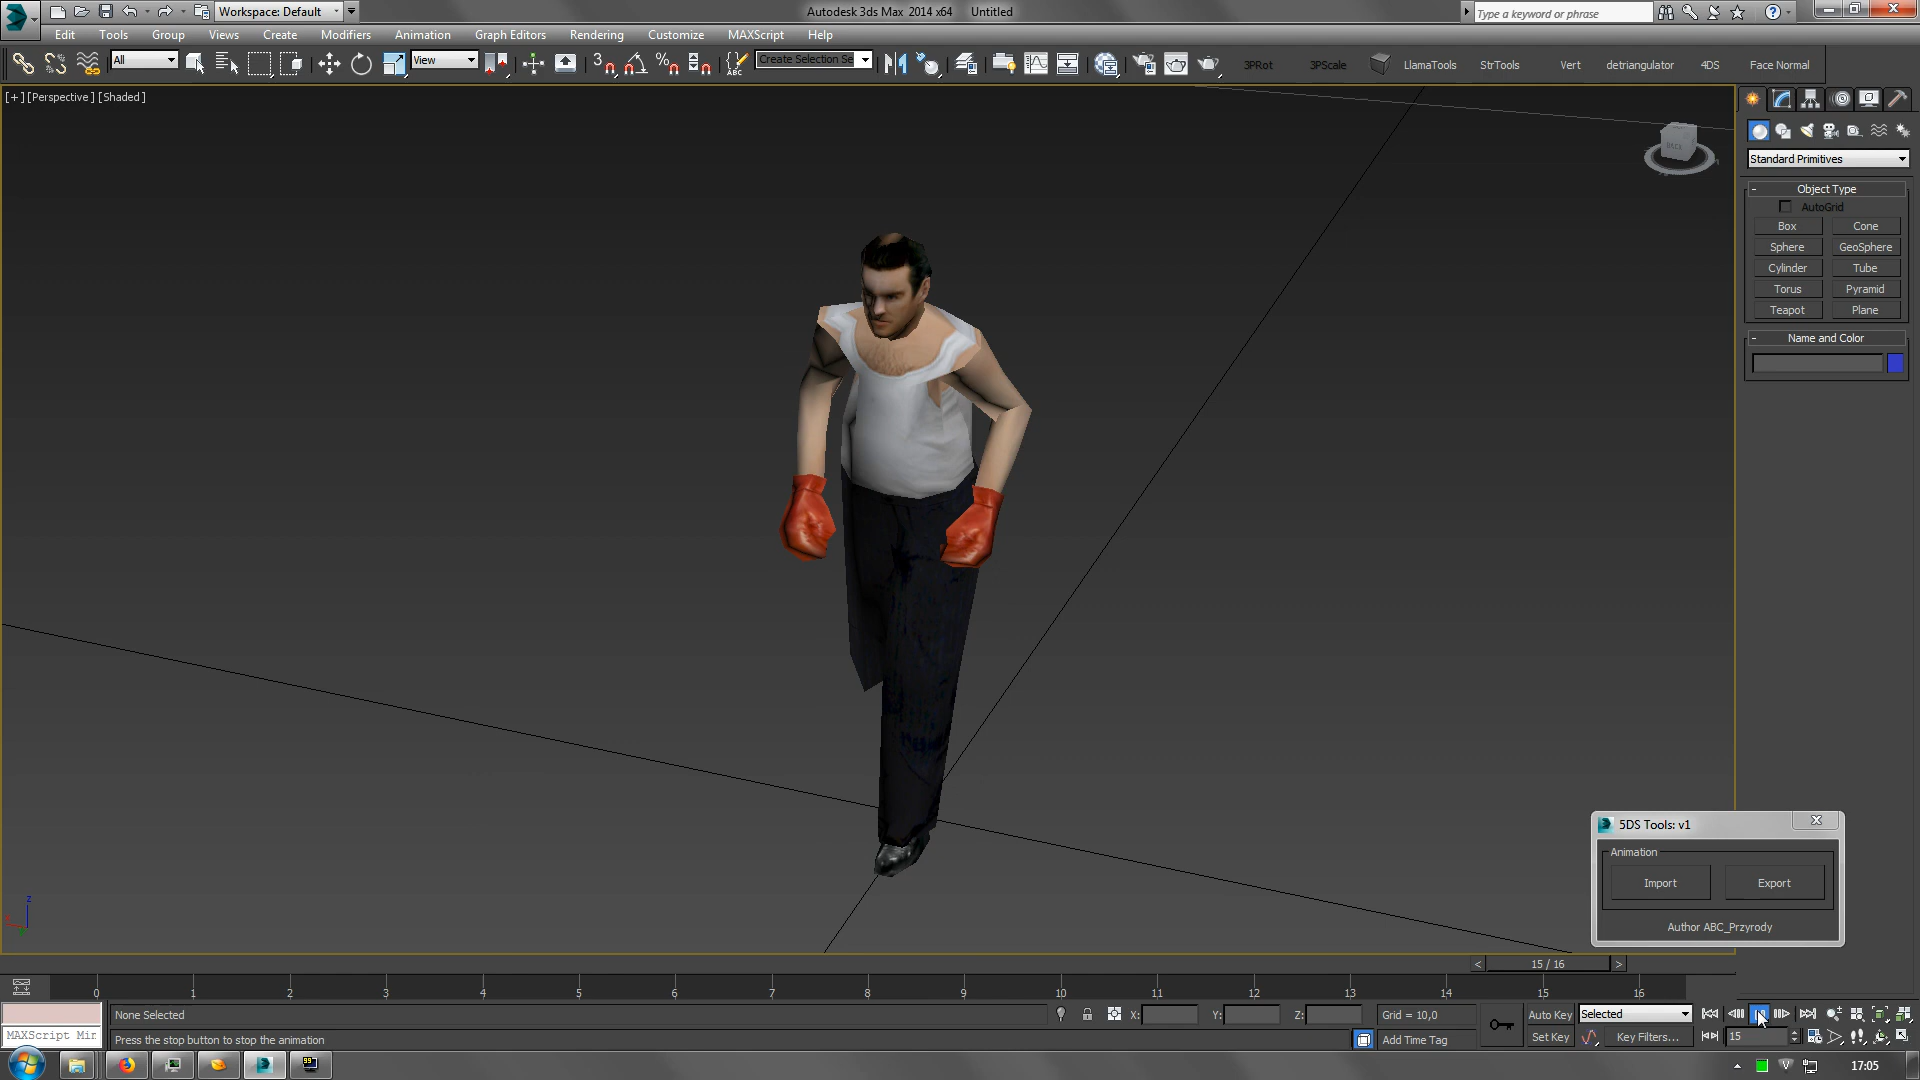 Workspace: Default
Autodesk 3ds Max 2014 x64 Untitled
Type a keyword or phrase
Edit Tools Group Views Create Modifiers Animation Graph Editors Rendering Customize MAXScript Help
All
View
Create Selection Se
3PRot 3PScale LlamaTools StrTools Vert detriangulator 4DS Face Normal
[+] [Perspective] [Shaded]
Standard Primitives
- Object Type
AutoGrid
Box Cone
Sphere GeoSphere
Cylinder Tube
Torus Pyramid
Teapot Plane
- Name and Color
5DS Tools: v1
Animation
Import Export
Author ABC_Przyrody
z
< 15 / 16 >
0 1 2 3 4 5 6 7 8 9 10 11 12 13 14 15 16
None Selected X: Y: Z: Grid = 10,0 Auto Key Selected
MAXScript Mir Press the stop button to stop the animation Add Time Tag Set Key Key Filters... 15
17:05